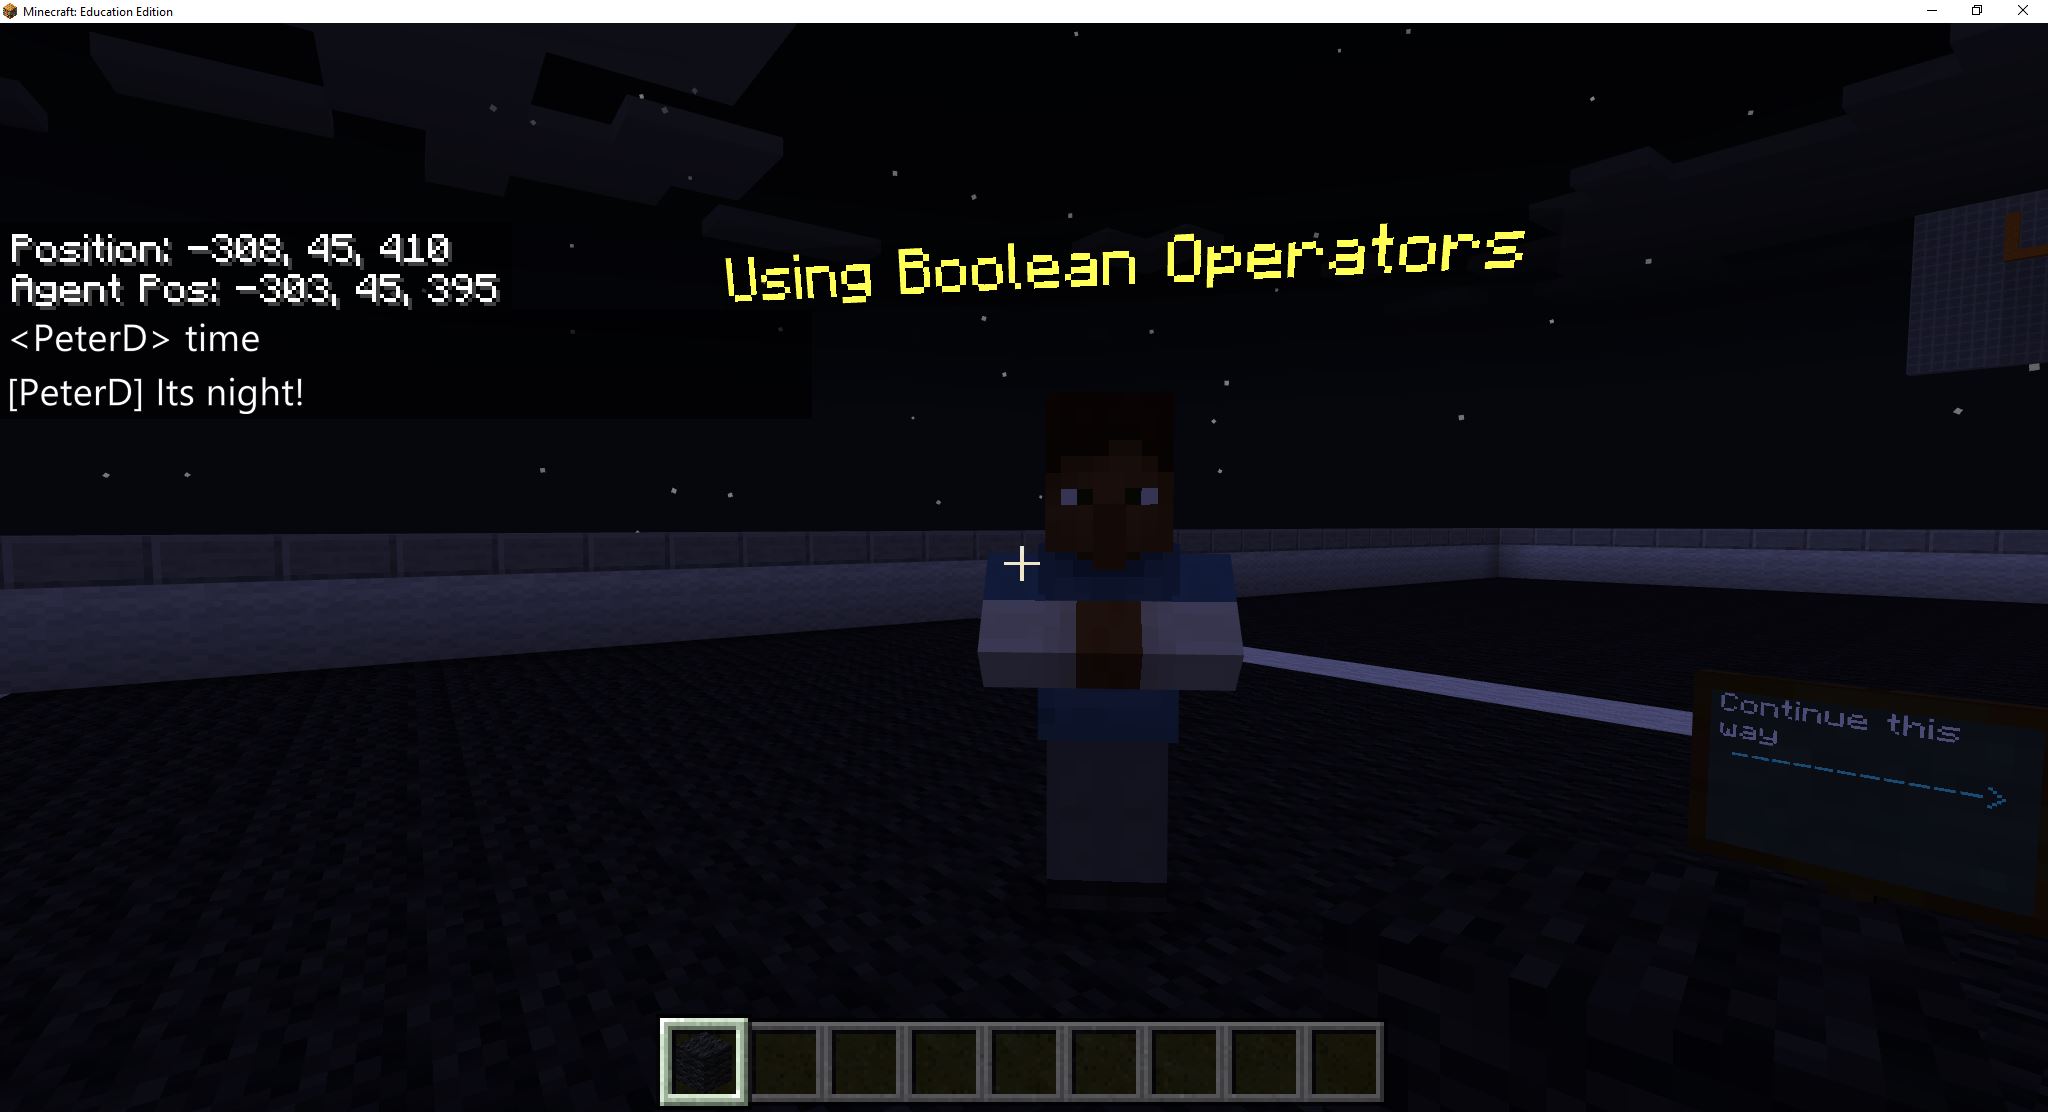 Minecraft: Education Edition
Using Boolean Operators
Position: -308, 45, 410
Agent Pos: -303, 45, 395
<PeterD> time
[PeterD] Its night!
Continue this
way